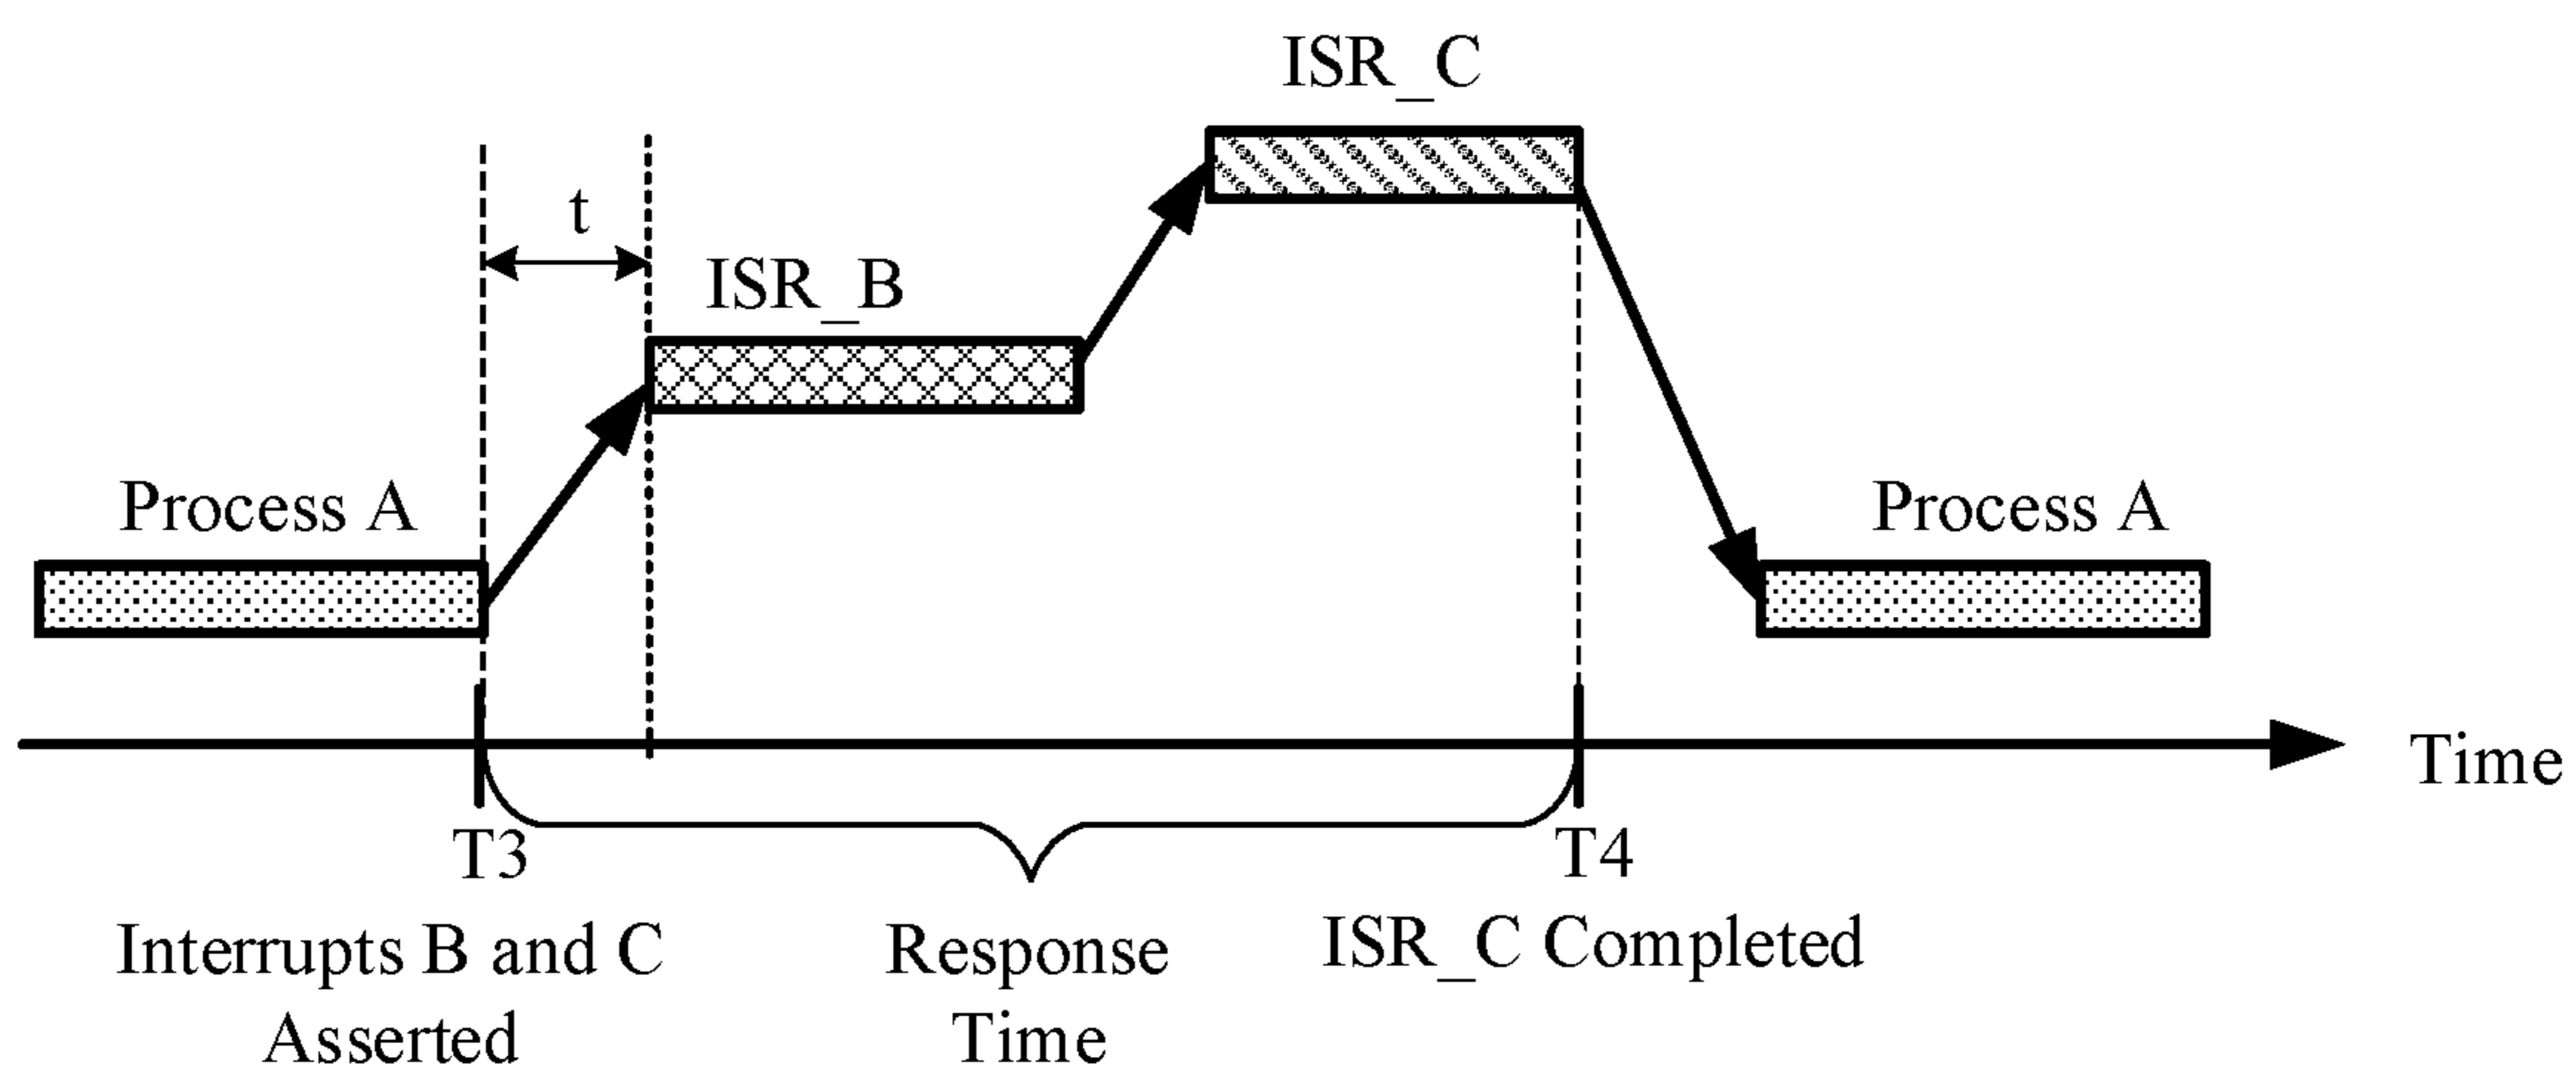 ISR_C
t
ISR_B
Process A
Process A
Time
T3
T4
Interrupts B and C
Asserted
Response
Time
ISR_C Completed